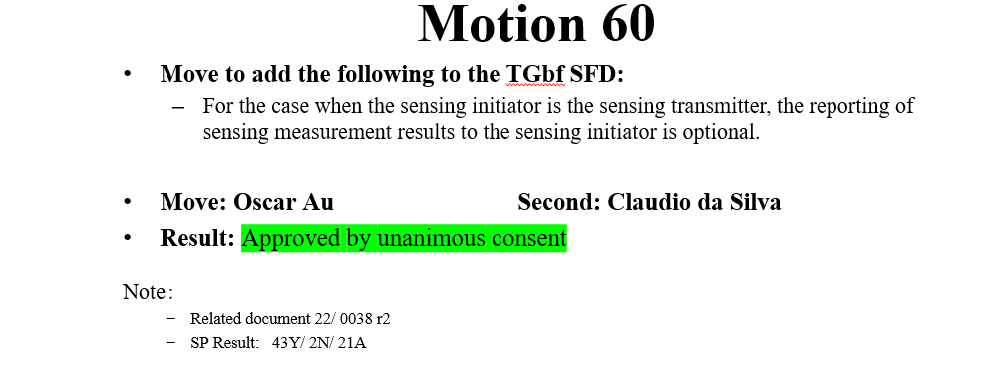 Motion 60
• Move to add the following to the TGbf SFD:
– For the case when the sensing initiator is the sensing transmitter, the reporting of
sensing measurement results to the sensing initiator is optional.
• Move: Oscar Au Second: Claudio da Silva
• Result: Approved by unanimous consent
Note:
– Related document 22/ 0038 r2
– SP Result: 43Y/ 2N/ 21A